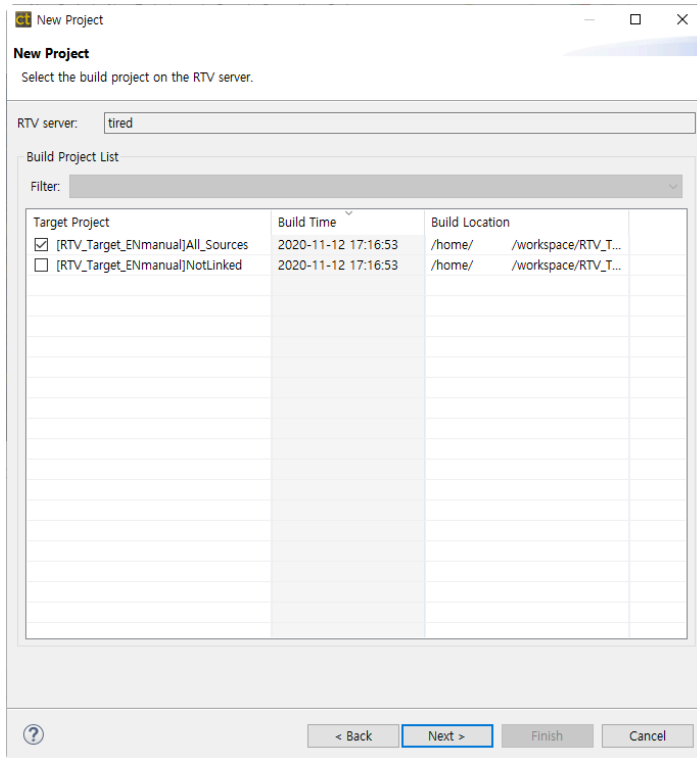 ct New Project
New Project
Select the build project on the RTV server.
RTV server: tired
Build Project List
Filter:
Target Project Build Time Build Location
[RTV_Target_ENmanual]All_Sources 2020-11-12 17:16:53 /home/ /workspace/RTV_T...
[RTV_Target_ENmanual]NotLinked 2020-11-12 17:16:53 /home/ /workspace/RTV_T...
? < Back Next > Finish Cancel